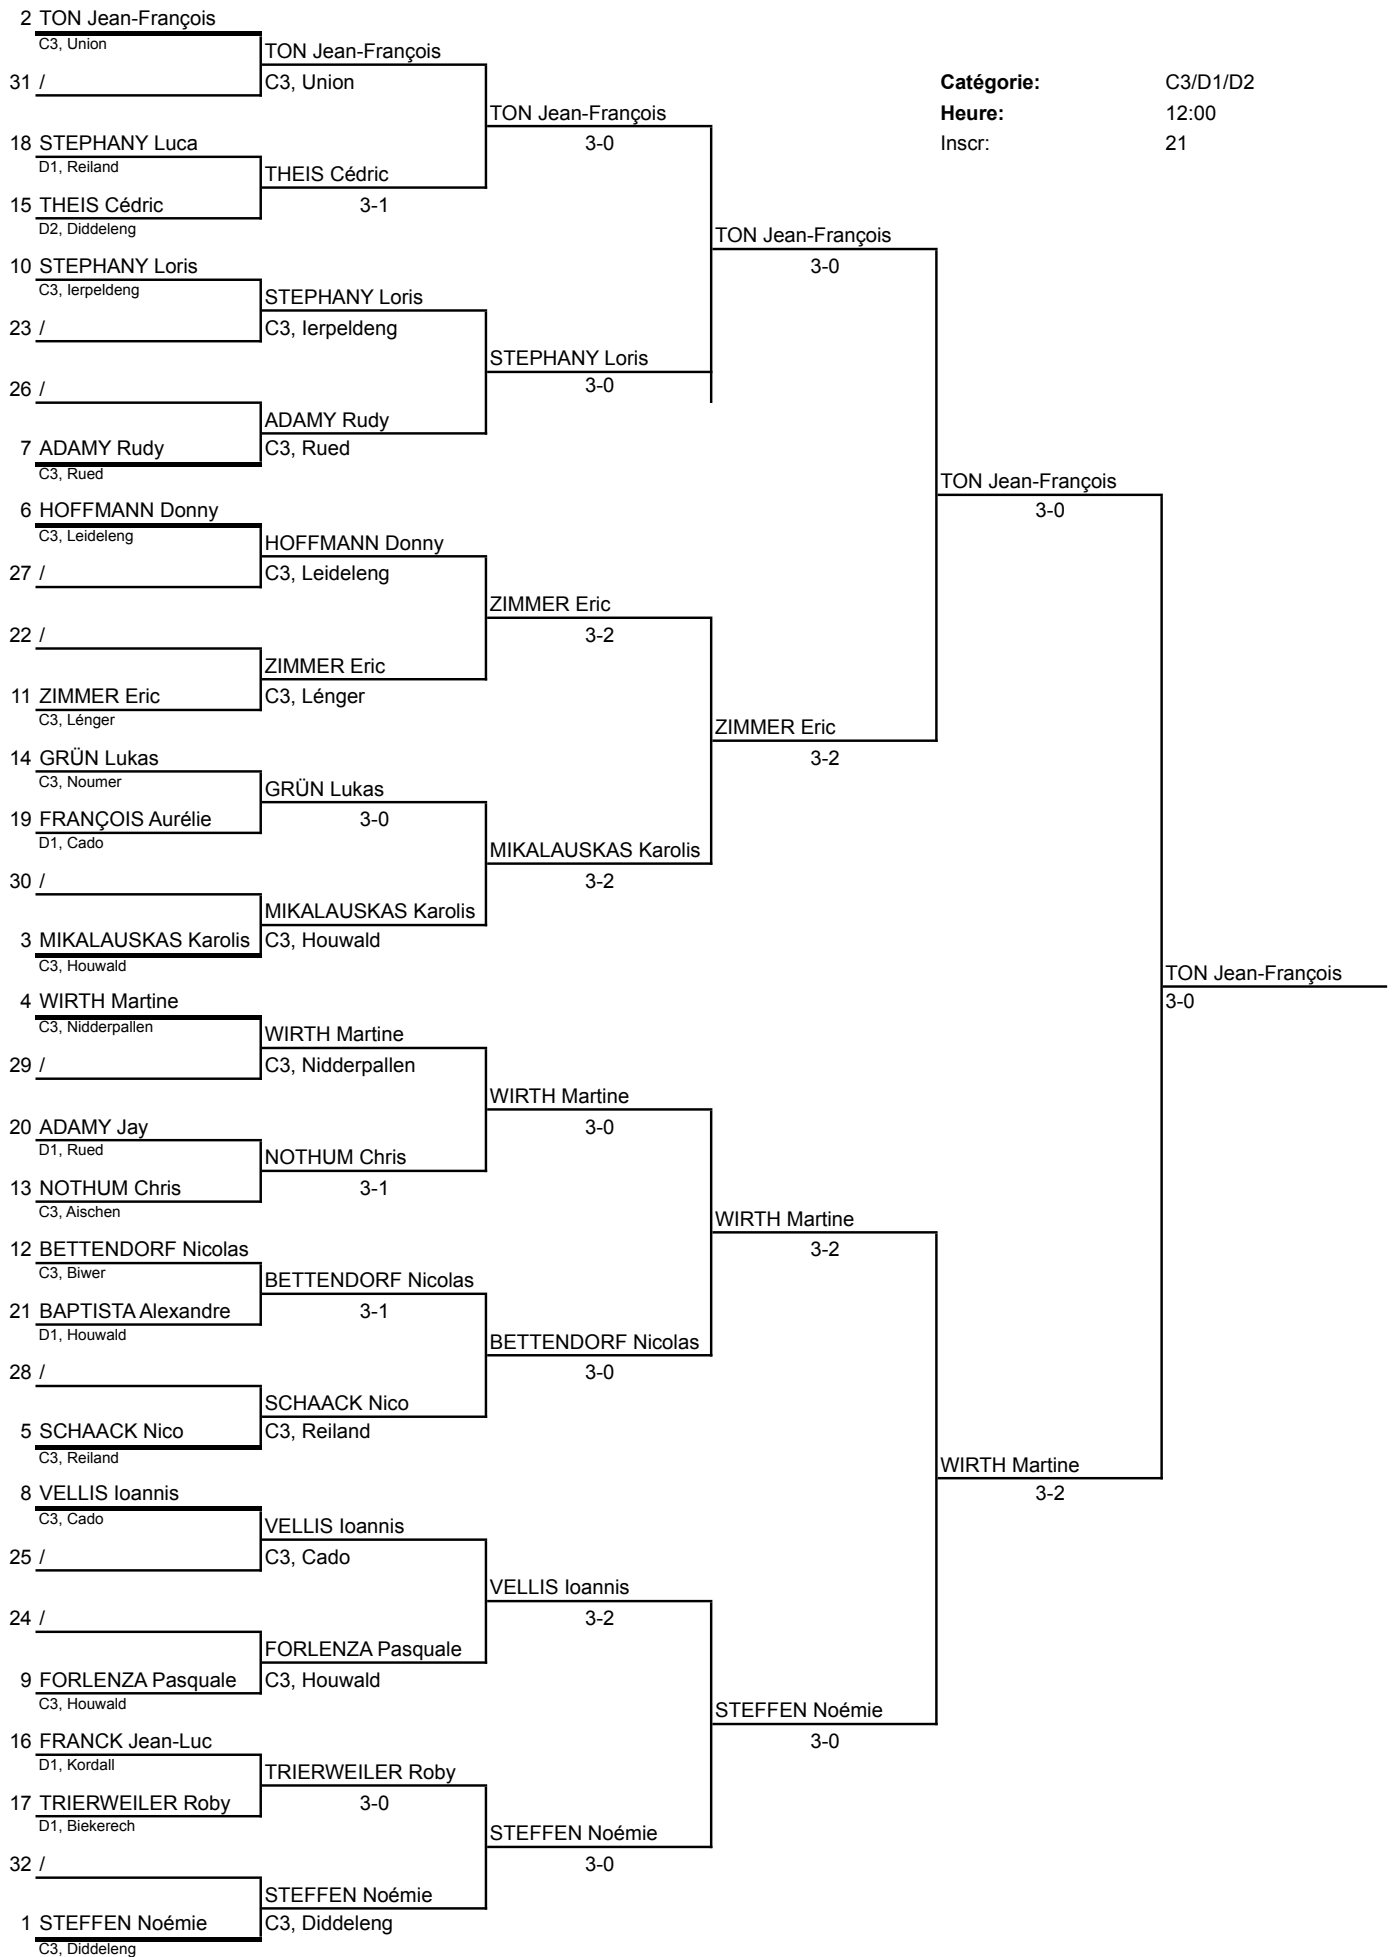 2 TON Jean-François
C3, Union
TON Jean-François
31 /
C3, Union
Catégorie: C3/D1/D2
TON Jean-François
Heure: 12:00
18 STEPHANY Luca
3-0
Inscr: 21
D1, Reiland
THEIS Cédric
15 THEIS Cédric
3-1
D2, Diddeleng
TON Jean-François
10 STEPHANY Loris
3-0
C3, Ierpeldeng
STEPHANY Loris
23 /
C3, Ierpeldeng
STEPHANY Loris
26 /
3-0
ADAMY Rudy
7 ADAMY Rudy
C3, Rued
C3, Rued
TON Jean-François
6 HOFFMANN Donny
3-0
C3, Leideleng
HOFFMANN Donny
27 /
C3, Leideleng
ZIMMER Eric
22 /
3-2
ZIMMER Eric
11 ZIMMER Eric
C3, Lénger
C3, Lénger
ZIMMER Eric
14 GRÜN Lukas
3-2
C3, Noumer
GRÜN Lukas
19 FRANÇOIS Aurélie
3-0
D1, Cado
MIKALAUSKAS Karolis
30 /
3-2
MIKALAUSKAS Karolis
3 MIKALAUSKAS Karolis
C3, Houwald
C3, Houwald
TON Jean-François
4 WIRTH Martine
3-0
C3, Nidderpallen
WIRTH Martine
29 /
C3, Nidderpallen
WIRTH Martine
20 ADAMY Jay
3-0
D1, Rued
NOTHUM Chris
13 NOTHUM Chris
3-1
C3, Aischen
WIRTH Martine
12 BETTENDORF Nicolas
3-2
C3, Biwer
BETTENDORF Nicolas
21 BAPTISTA Alexandre
3-1
D1, Houwald
BETTENDORF Nicolas
28 /
3-0
SCHAACK Nico
5 SCHAACK Nico
C3, Reiland
C3, Reiland
WIRTH Martine
8 VELLIS Ioannis
3-2
C3, Cado
VELLIS Ioannis
25 /
C3, Cado
VELLIS Ioannis
24 /
3-2
FORLENZA Pasquale
9 FORLENZA Pasquale
C3, Houwald
C3, Houwald
STEFFEN Noémie
16 FRANCK Jean-Luc
3-0
D1, Kordall
TRIERWEILER Roby
17 TRIERWEILER Roby
3-0
D1, Biekerech
STEFFEN Noémie
32 /
3-0
STEFFEN Noémie
1 STEFFEN Noémie
C3, Diddeleng
C3, Diddeleng